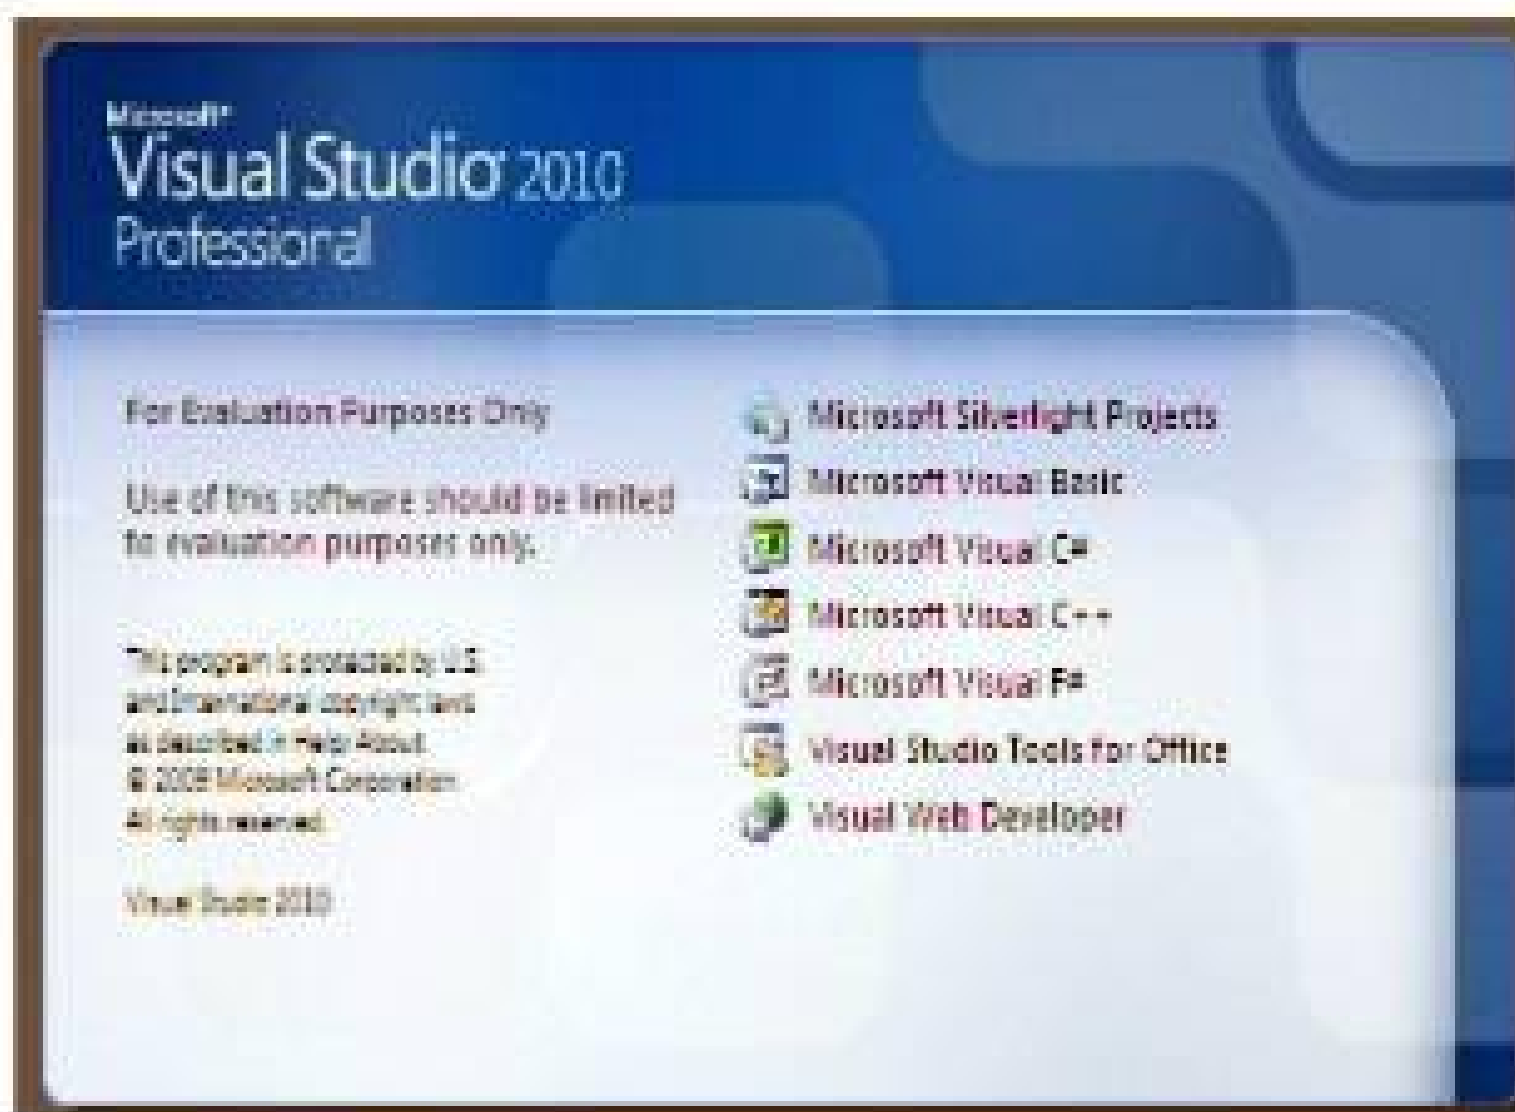 Microsoft®
Visual Studio 2010
Professional
For Evaluation Purposes Only
Use of this software should be limited
to evaluation purposes only.
This program is protected by U.S.
and International copyright laws
as described in Help About.
© Microsoft Corporation
All rights reserved.
Visual Studio 2010
Microsoft Silverlight Projects
Microsoft Visual Basic
Microsoft Visual C#
Microsoft Visual C++
Microsoft Visual F#
Visual Studio Tools for Office
Visual Web Developer